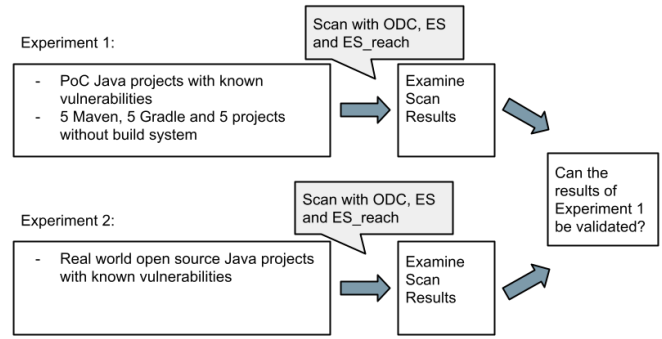 Scan with ODC, ES
and ES_reach
Experiment 1:
- PoC Java projects with known
vulnerabilities
- 5 Maven, 5 Gradle and 5 projects
without build system
Examine
Scan
Results
Can the
results of
Experiment 1
be validated?
Scan with ODC, ES
and ES_reach
Experiment 2:
- Real world open source Java projects
with known vulnerabilities
Examine
Scan
Results